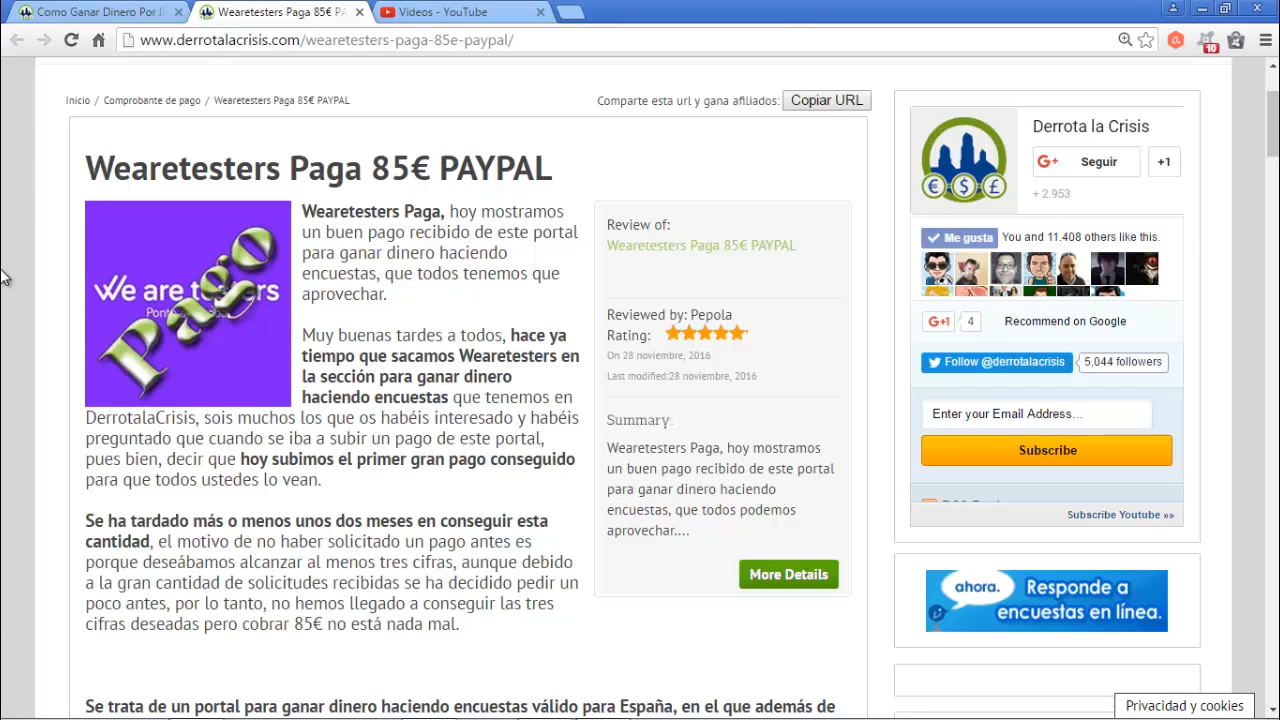 Como Ganar Dinero Por I
Wearetesters Paga 85€ PA
Videos - YouTube
www.derrotalacrisis.com/wearetesters-paga-85e-paypal/
10
Inicio / Comprobante de pago / Wearetesters Paga 85€ PAYPAL
Comparte esta url y gana afiliados: Copiar URL
Wearetesters Paga 85€ PAYPAL
We are testers
Pago
Wearetesters Paga, hoy mostramos
un buen pago recibido de este portal
para ganar dinero haciendo
encuestas, que todos tenemos que
aprovechar.
Muy buenas tardes a todos, hace ya
tiempo que sacamos Wearetesters en
la sección para ganar dinero
haciendo encuestas que tenemos en
DerrotalaCrisis, sois muchos los que os habéis interesado y habéis
preguntado que cuando se iba a subir un pago de este portal,
pues bien, decir que hoy subimos el primer gran pago conseguido
para que todos ustedes lo vean.
Se ha tardado más o menos unos dos meses en conseguir esta
cantidad, el motivo de no haber solicitado un pago antes es
porque deseábamos alcanzar al menos tres cifras, aunque debido
a la gran cantidad de solicitudes recibidas se ha decidido pedir un
poco antes, por lo tanto, no hemos llegado a conseguir las tres
cifras deseadas pero cobrar 85€ no está nada mal.
Se trata de un portal para ganar dinero haciendo encuestas válido para España, en el que además de
Review of:
Wearetesters Paga 85€ PAYPAL
Reviewed by: Pepola
Rating:
On 28 noviembre, 2016
Last modified:28 noviembre, 2016
Summary:
Wearetesters Paga, hoy mostramos
un buen pago recibido de este portal
para ganar dinero haciendo
encuestas, que todos podemos
aprovechar....
More Details
Derrota la Crisis
G+ Seguir +1
+ 2.953
Me gusta You and 11.408 others like this.
G+1 4 Recommend on Google
Follow @derrotalacrisis 5,044 followers
Enter your Email Address...
Subscribe
Subscribe Youtube »»
ahora. Responde a
encuestas en línea.
Privacidad y cookies